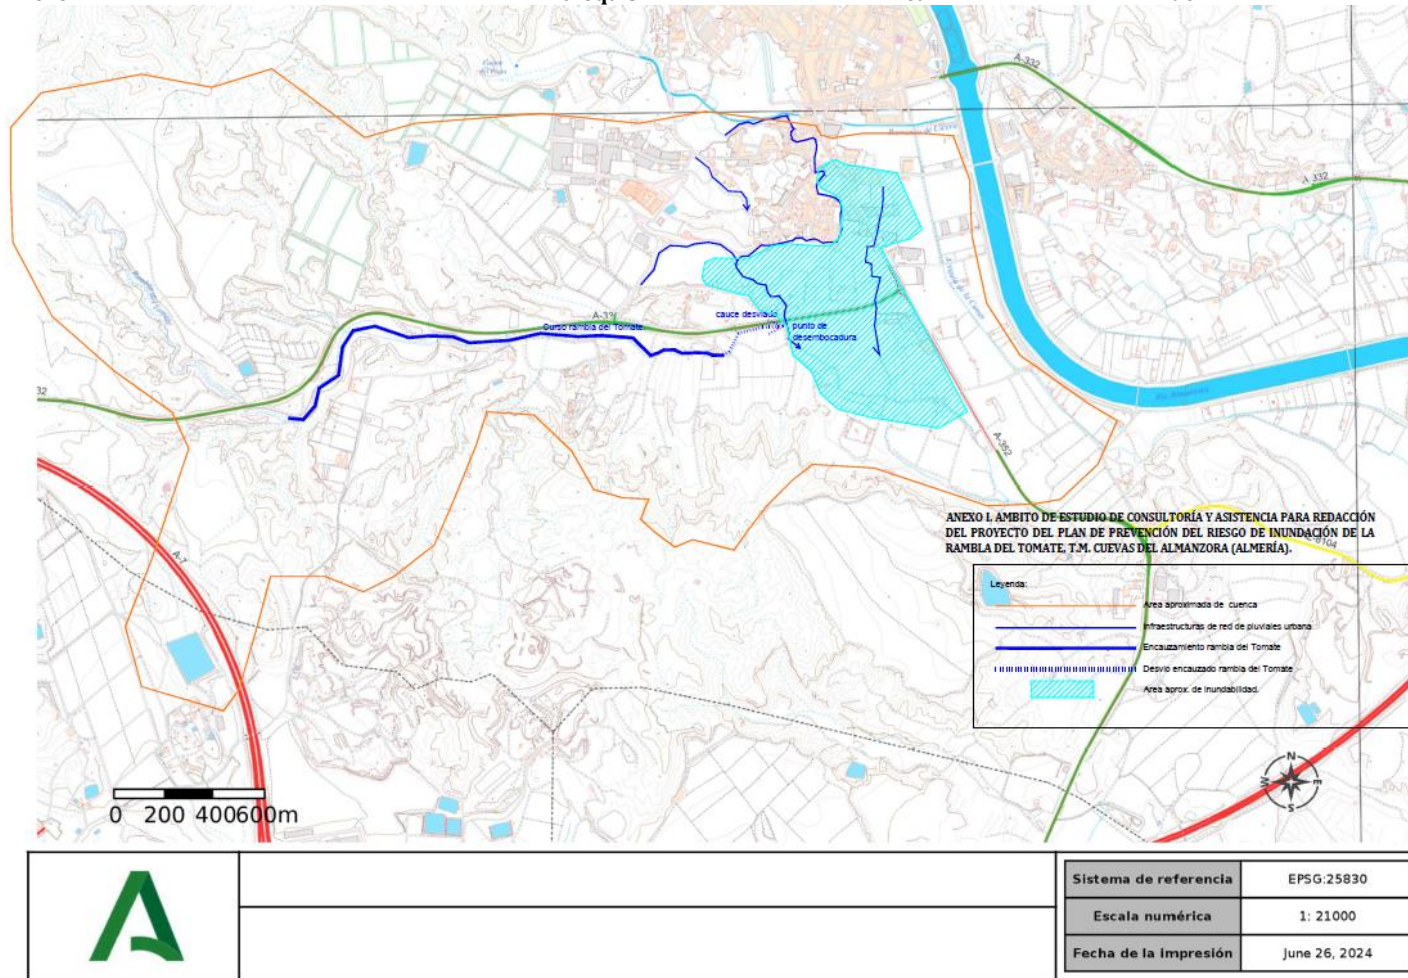 A-332
A 332
A-332
32
Curso rambla del Tomate
cauce desviado
punto de
desembocadura
A-352
A-7
ANEXO I. AMBITO DE ESTUDIO DE CONSULTORÍA Y ASISTENCIA PARA REDACCIÓN
DEL PROYECTO DEL PLAN DE PREVENCIÓN DEL RIESGO DE INUNDACIÓN DE LA
RAMBLA DEL TOMATE, T.M. CUEVAS DEL ALMANZORA (ALMERÍA).
Leyenda:
Area aproximada de cuenca
Infraestructuras de red de pluviales urbana
Encauzamiento rambla del Tomate
Desvio encauzado rambla del Tomate
Area aprox. de inundabilidad.
N
E
S
0 200 400 600m
Sistema de referencia EPSG:25830
Escala numérica 1: 21000
Fecha de la impresión June 26, 2024